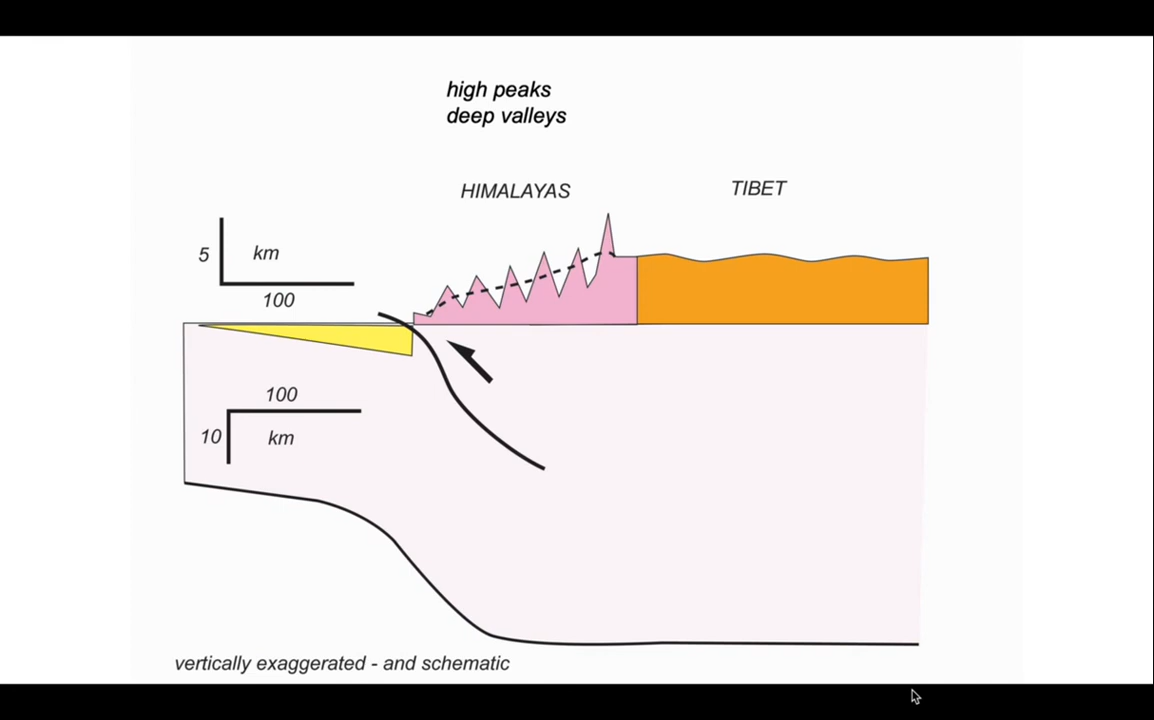 high peaks
deep valleys
HIMALAYAS
TIBET
5
km
100
100
10
km
vertically exaggerated - and schematic